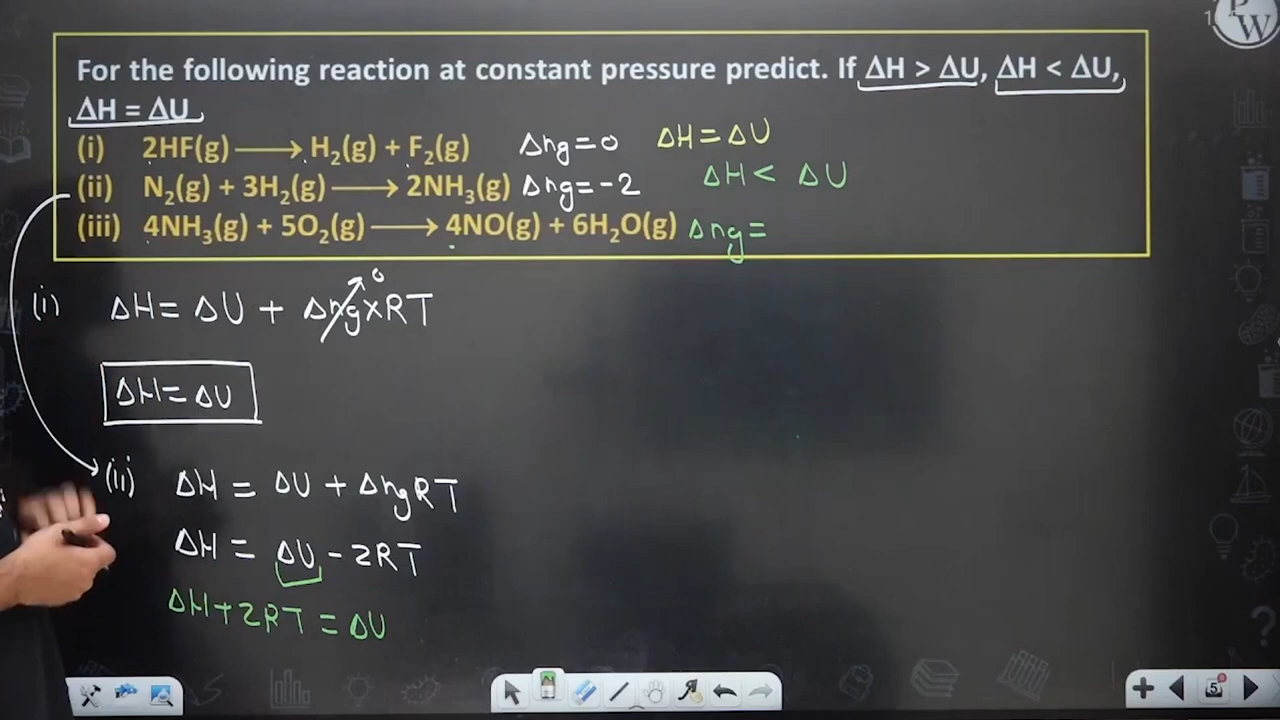 P
W
For the following reaction at constant pressure predict. If ΔH > ΔU, ΔH < ΔU,
ΔH = ΔU
(i) 2HF(g) ⟶ H₂(g) + F₂(g) Δng = 0 ΔH = ΔU
(ii) N₂(g) + 3H₂(g) ⟶ 2NH₃(g) Δng = -2 ΔH < ΔU
(iii) 4NH₃(g) + 5O₂(g) ⟶ 4NO(g) + 6H₂O(g) Δng =
(i) ΔH = ΔU + Δng×RT 0
ΔH = ΔU
(ii) ΔH = ΔU + ΔngRT
ΔH = ΔU - 2RT
ΔH + 2RT = ΔU
5